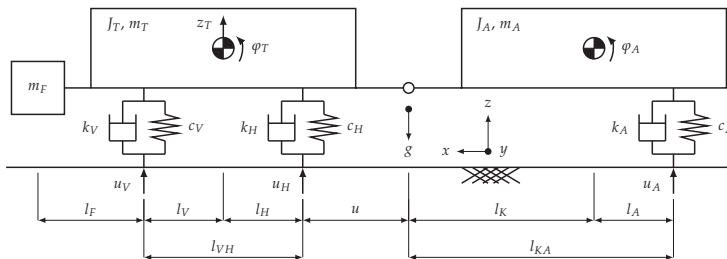 J_T, m_T
z_T
φ_T
J_A, m_A
φ_A
m_F
k_V
c_V
k_H
c_H
g
z
x
y
k_A
u_V
u_H
u_A
l_F
l_V
l_H
u
l_K
l_A
l_VH
l_KA